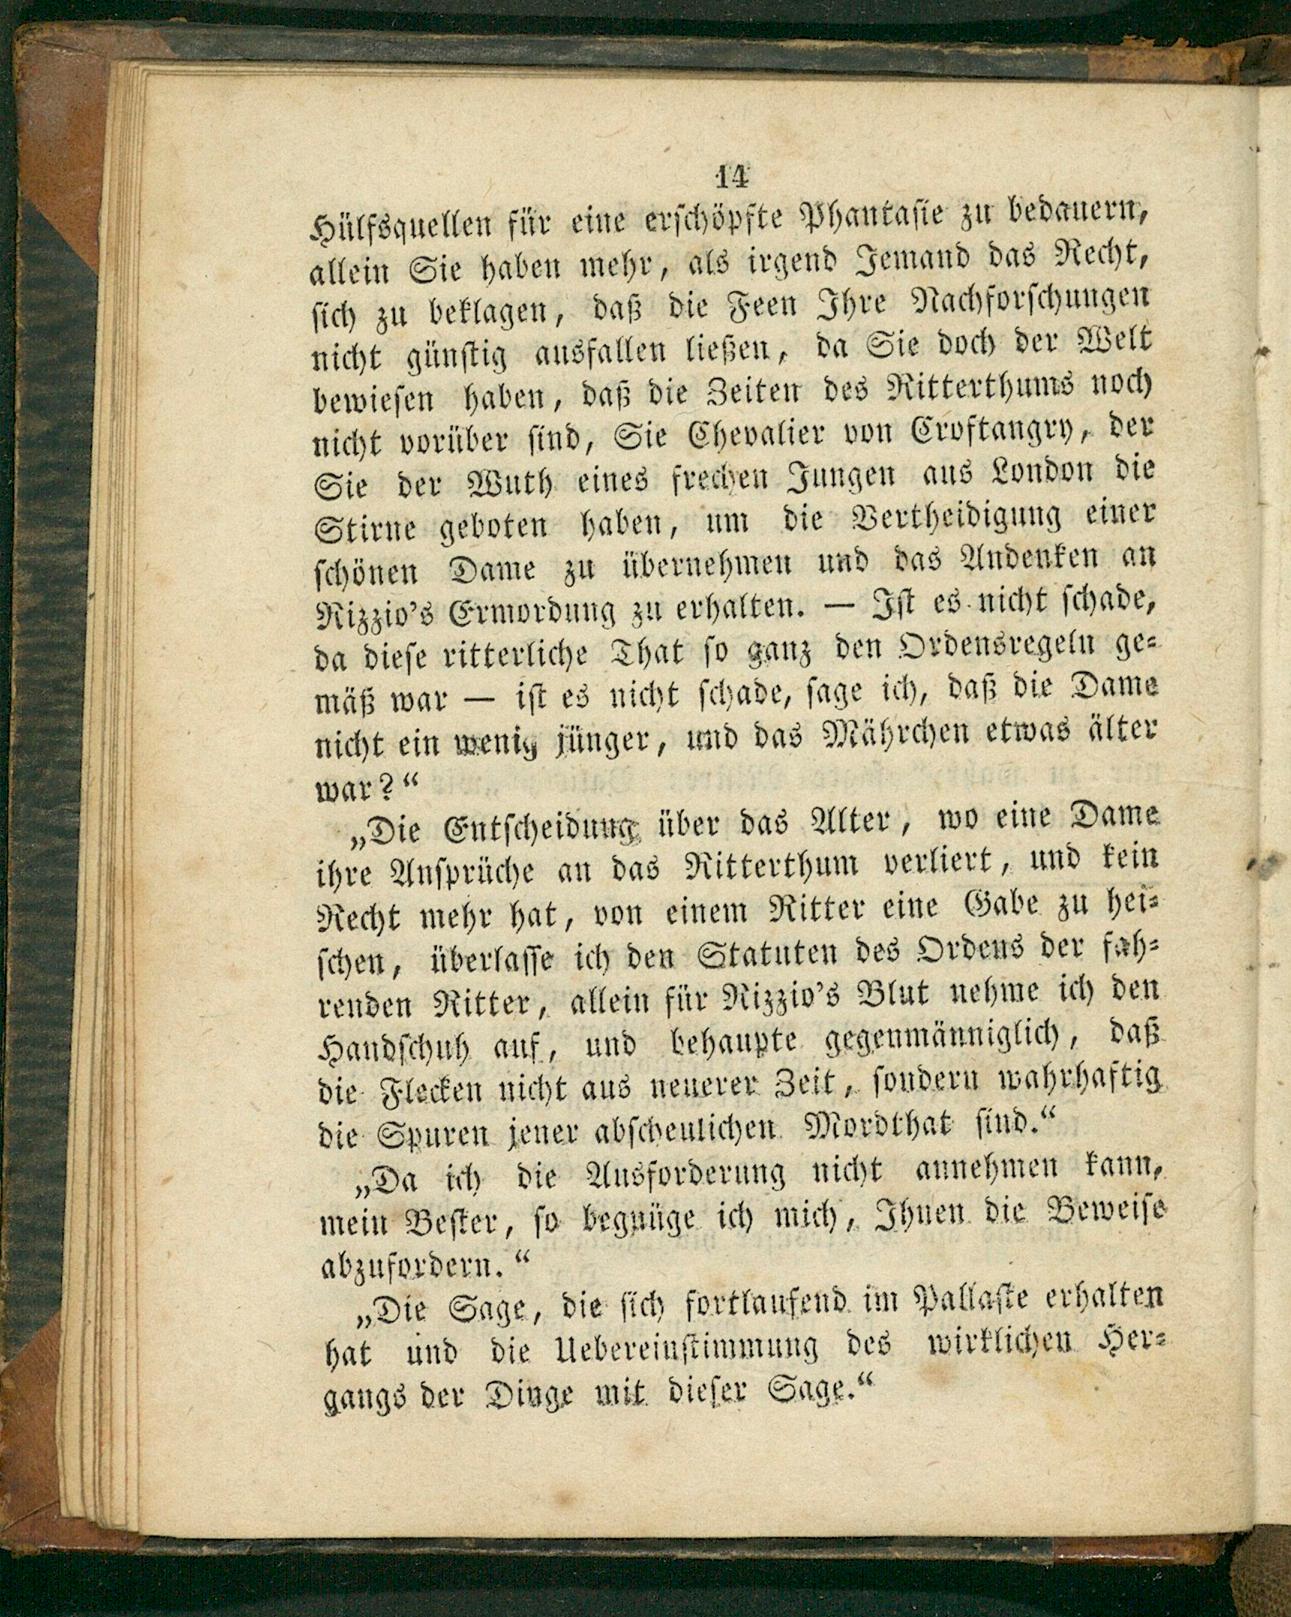 14
Hülfsquellen für eine erschöpfte Phantasie zu bedauern,
allein Sie haben mehr, als irgend Jemand das Recht,
sich zu beklagen, daß die Feen Ihre Nachforschungen
nicht günstig ausfallen ließen, da Sie doch der Welt
bewiesen haben, daß die Zeiten des Ritterthums noch
nicht vorüber sind, Sie Chevalier von Croftangry, der
Sie der Wuth eines frechen Jungen aus London die
Stirne geboten haben, um die Vertheidigung einer
schönen Dame zu übernehmen und das Andenken an
Rizzio's Ermordung zu erhalten. — Ist es nicht schade,
da diese ritterliche That so ganz den Ordensregeln ge-
mäß war — ist es nicht schade, sage ich, daß die Dame
nicht ein wenig jünger, und das Mährchen etwas älter
war?“
„Die Entscheidung über das Alter, wo eine Dame
ihre Ansprüche an das Ritterthum verliert, und kein
Recht mehr hat, von einem Ritter eine Gabe zu hei-
schen, überlasse ich den Statuten des Ordens der fah-
renden Ritter, allein für Rizzio's Blut nehme ich den
Handschuh auf, und behaupte gegenmänniglich, daß
die Flecken nicht aus neuerer Zeit, sondern wahrhaftig
die Spuren jener abscheulichen Mordthat sind.“
„Da ich die Ausforderung nicht annehmen kann,
mein Bester, so begnüge ich mich, Ihnen die Beweise
abzufordern.“
„Die Sage, die sich fortlaufend im Pallaste erhalten
hat und die Uebereinstimmung des wirklichen Her-
gangs der Dinge mit dieser Sage.“